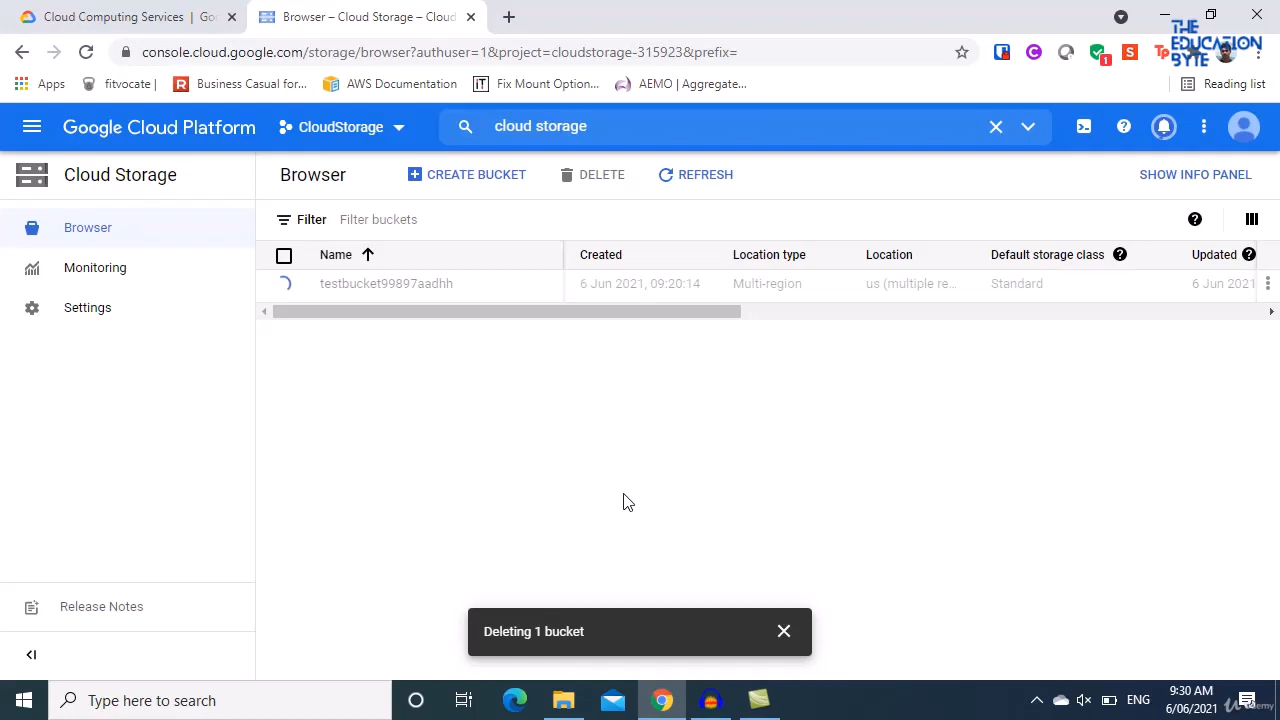 Cloud Computing Services | Go
Browser – Cloud Storage – Cloud
console.cloud.google.com/storage/browser?authuser=1&project=cloudstorage-315923&prefix=
THE
EDUCATION
BYTE
1
Apps
fitvocate |
Business Casual for...
AWS Documentation
Fix Mount Option...
AEMO | Aggregate...
Reading list
Google Cloud Platform
CloudStorage
cloud storage
Cloud Storage
Browser
CREATE BUCKET
DELETE
REFRESH
SHOW INFO PANEL
Browser
Monitoring
Settings
Filter
Filter buckets
Name
Created
Location type
Location
Default storage class
Updated
testbucket99897aadhh
6 Jun 2021, 09:20:14
Multi-region
us (multiple re...
Standard
6 Jun 2021
Release Notes
Deleting 1 bucket
Type here to search
ENG
9:30 AM
6/06/2021
Udemy